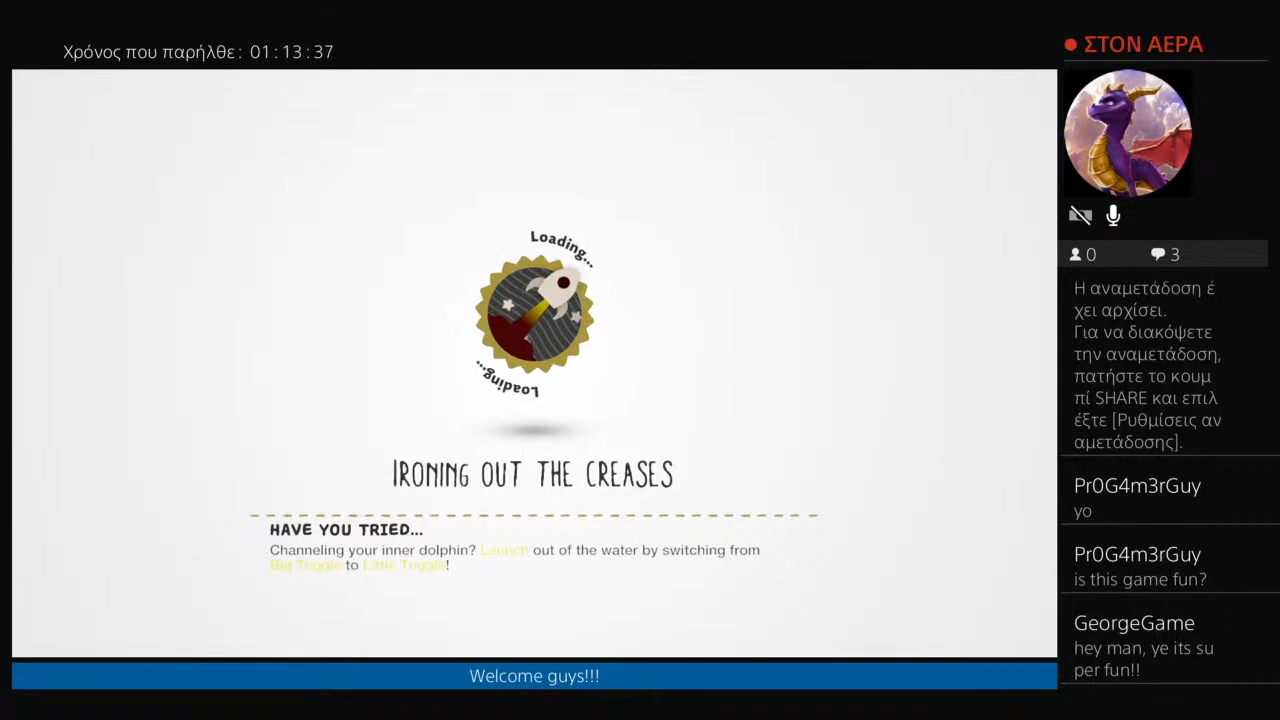 Χρόνος που παρήλθε: 01:13:37
ΣΤΟΝ ΑΕΡΑ
0
3
Η αναμετάδοση έ
χει αρχίσει.
Για να διακόψετε
την αναμετάδοση,
πατήστε το κουμ
πί SHARE και επιλ
έξτε [Ρυθμίσεις αν
αμετάδοσης].
Pr0G4m3rGuy
yo
Pr0G4m3rGuy
is this game fun?
GeorgeGame
hey man, ye its su
per fun!!
Loading...
Loading...
Ironing out the creases
HAVE YOU TRIED...
Channeling your inner dolphin? Launch out of the water by switching from
Big Toggle to Little Toggle!
Welcome guys!!!